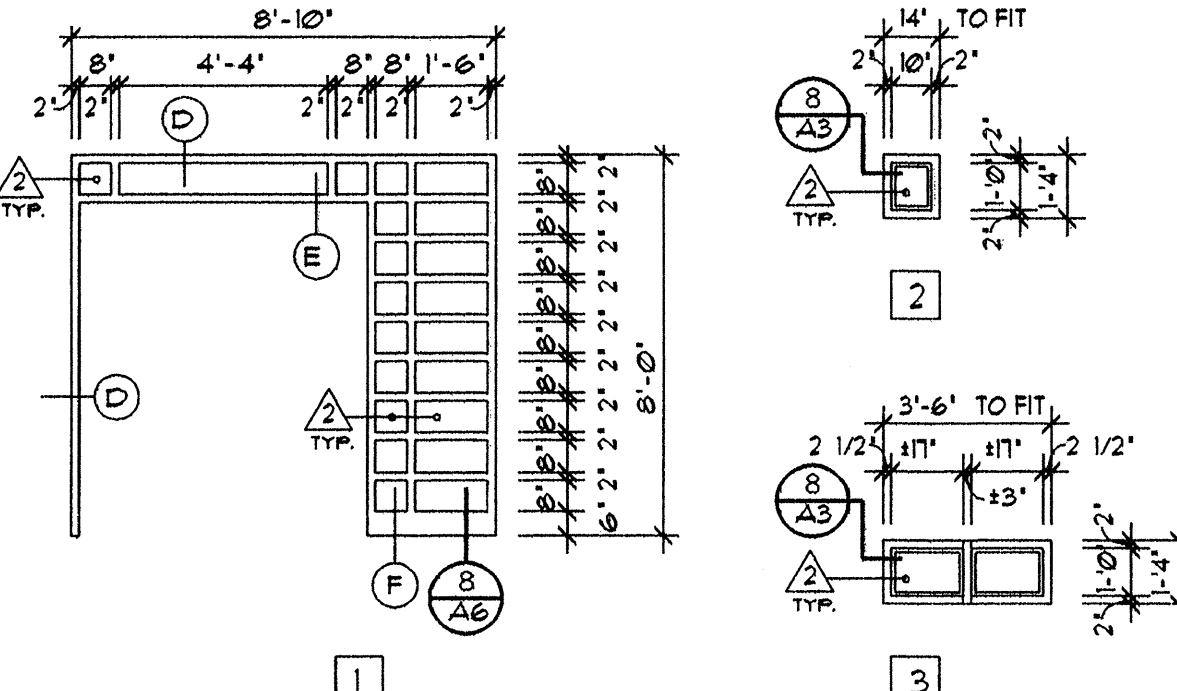 8'-10"
8" 4'-4" 8" 8" 1'-6"
2" 2" 2" 2" 2" 2"
D
2
TYP.
E
D
2
TYP.
8" 8" 8" 8" 8" 8" 8" 8" 8"
2" 2" 2" 2" 2" 2" 2" 2" 2" 6"
8'-0"
F
8
A6
1
14" TO FIT
2" 10" 2"
8
A3
2
TYP.
2"
1'-0"
2"
1'-4"
2
3'-6" TO FIT
2 1/2" ±17" ±17" 2 1/2"
±3"
8
A3
2
TYP.
2"
1'-0"
2"
1'-4"
3